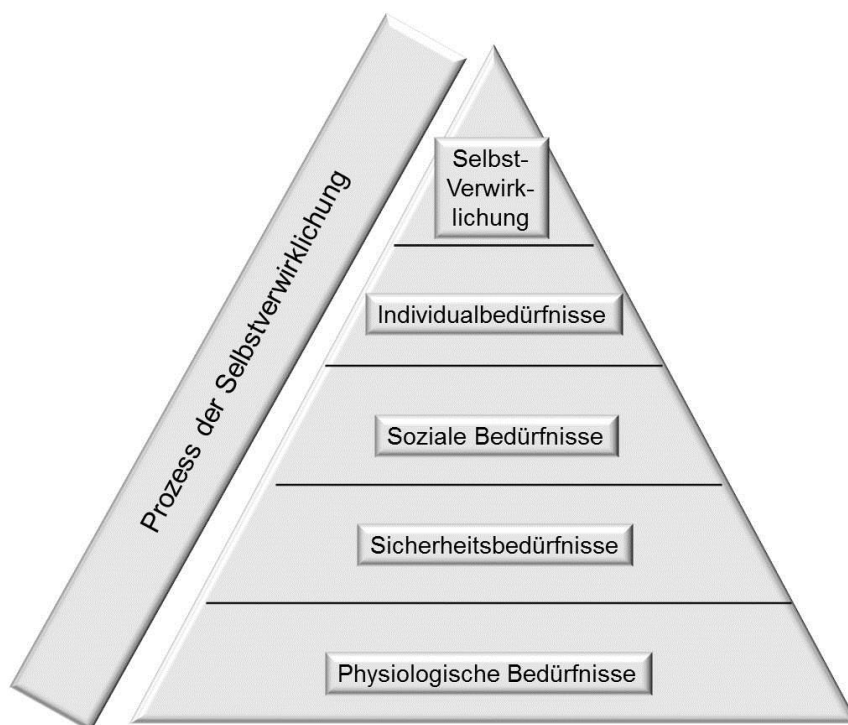 Prozess der Selbstverwirklichung
Selbst-
Verwirk-
lichung
Individualbedürfnisse
Soziale Bedürfnisse
Sicherheitsbedürfnisse
Physiologische Bedürfnisse